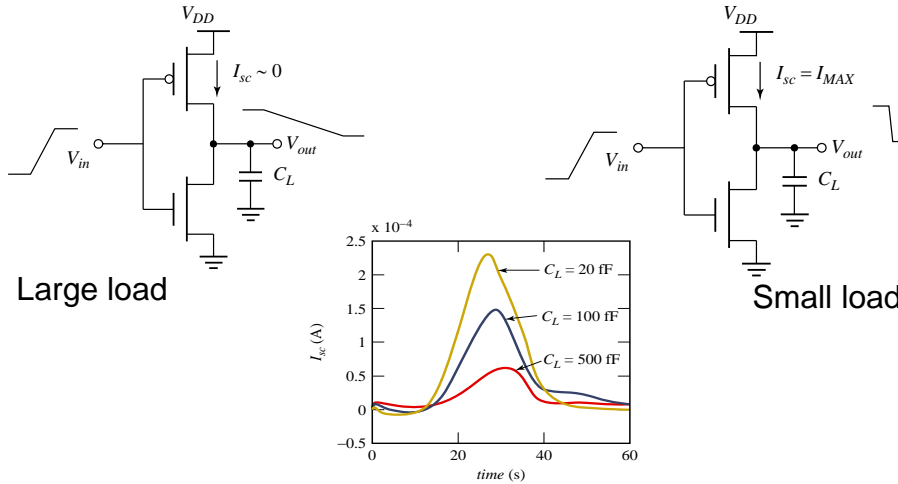 V_DD
I_sc ~ 0
V_in
V_out
C_L
Large load
V_DD
I_sc = I_MAX
V_in
V_out
C_L
Small load
x 10–4
2.5
2
1.5
1
0.5
0
–0.5
I_sc (A)
C_L = 20 fF
C_L = 100 fF
C_L = 500 fF
0
20
40
60
time (s)